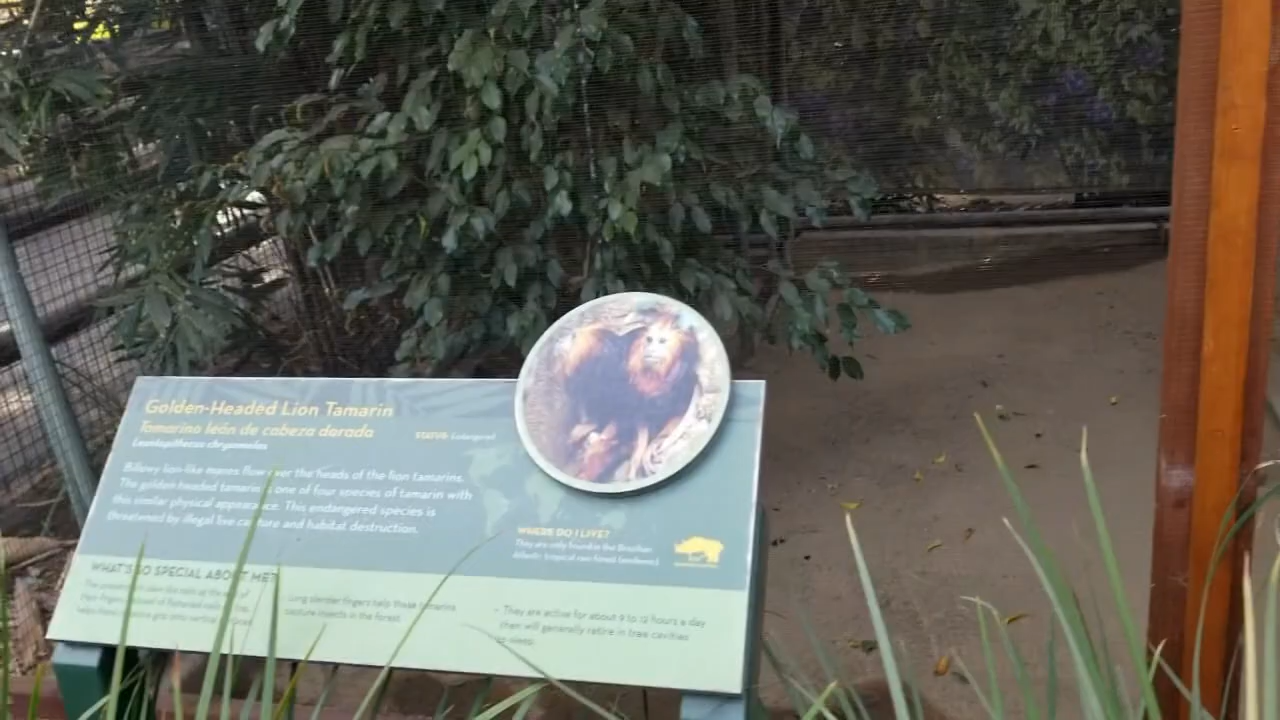 Golden-Headed Lion Tamarin
Tamarino león de cabeza dorada
Leontopithecus chrysomelas
STATUS: Endangered
Billowy lion-like manes flow over the heads of the lion tamarins.
The golden-headed tamarin is one of four species of tamarin with
this similar physical appearance. This endangered species is
threatened by illegal live capture and habitat destruction.
WHERE DO I LIVE?
They are only found in the Brazilian
Atlantic tropical rain forest
WHAT'S SO SPECIAL ABOUT ME?
Long slender fingers help these tamarins
capture insects in the forest.
- They are active for about 9 to 12 hours a day
then will generally retire in tree cavities
to sleep.